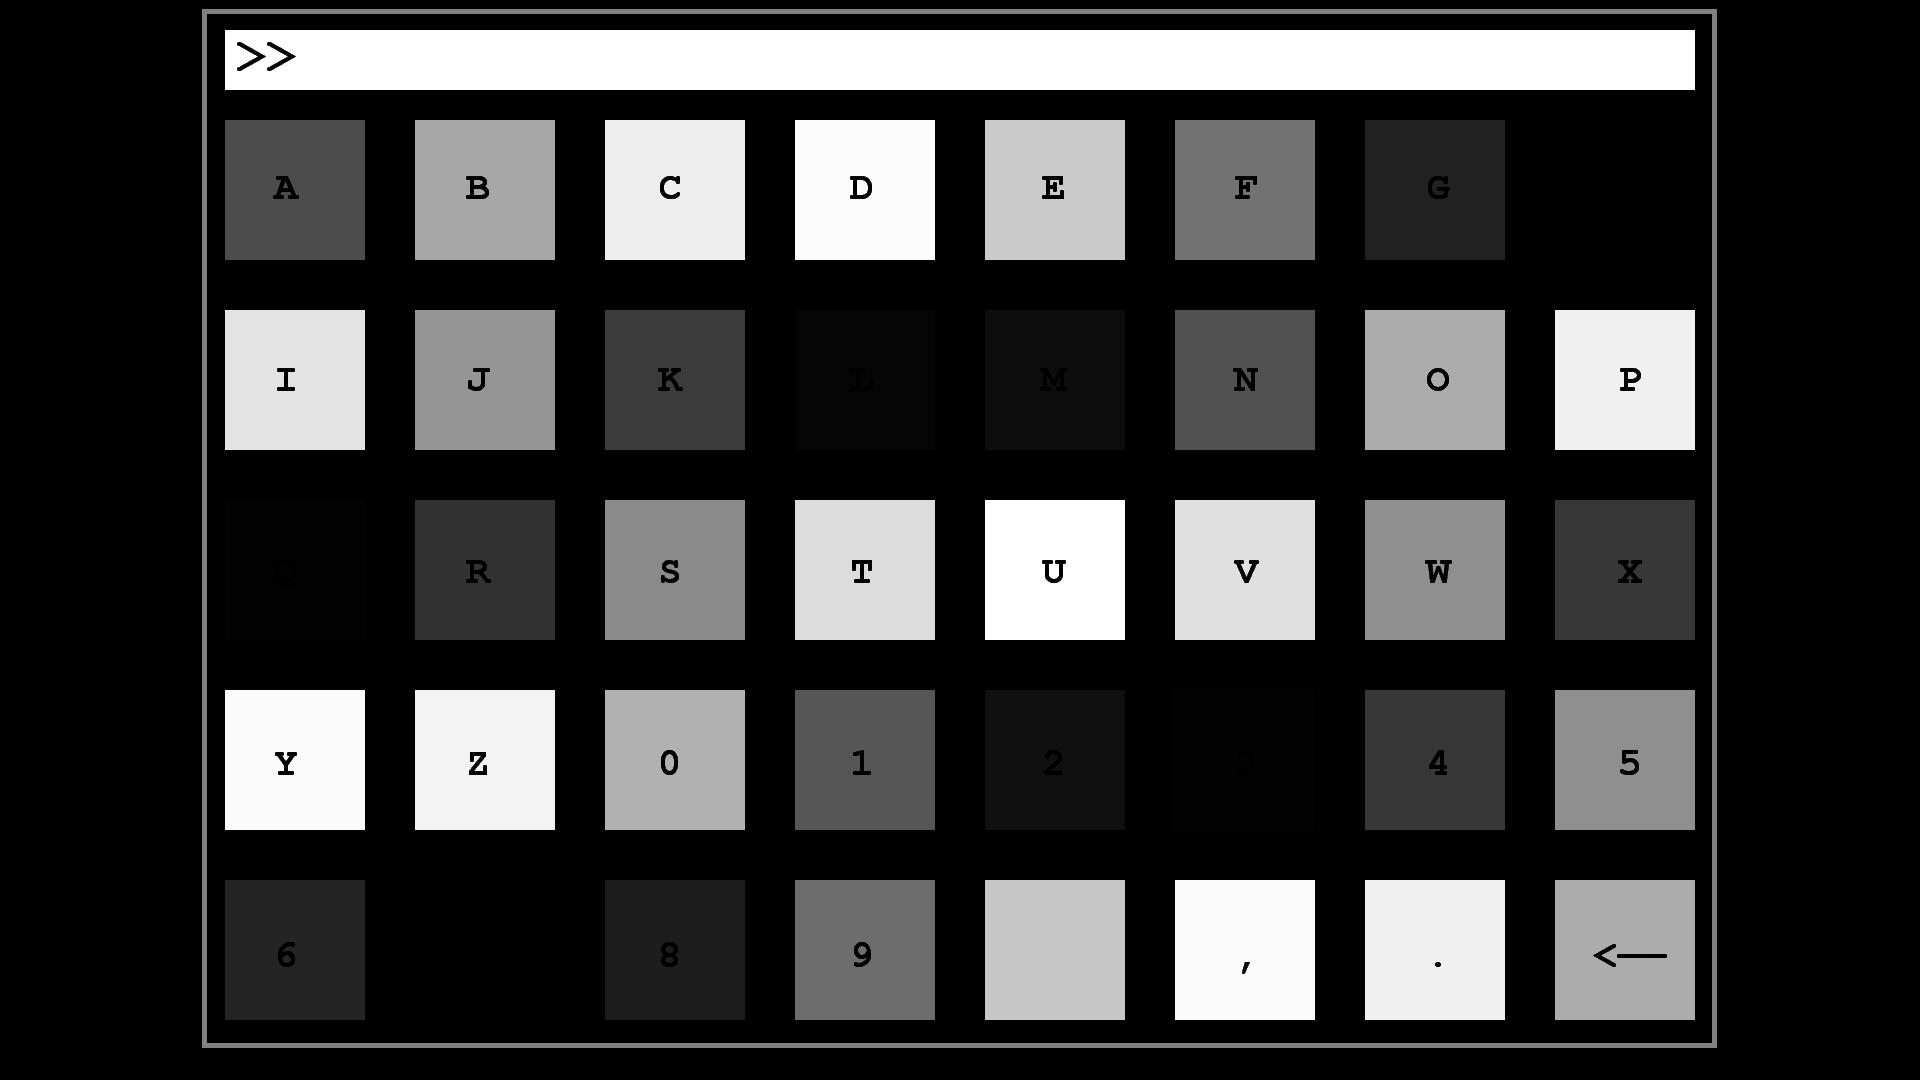 >>
A B C D E F G
I J K L M N O P
Q R S T U V W X
Y Z 0 1 2 3 4 5
6 8 9 , . <—